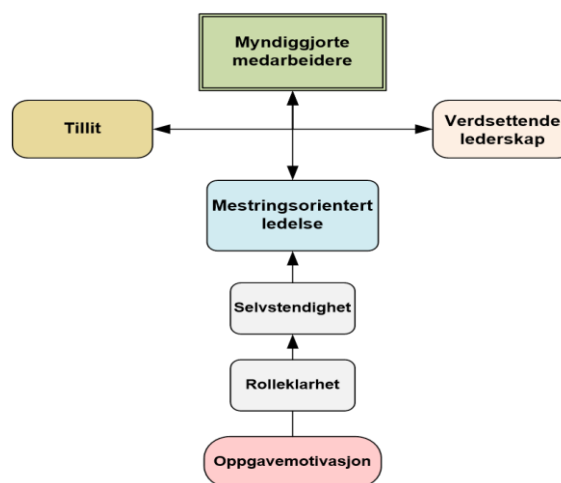 Myndiggjorte
medarbeidere
Tillit
Verdsettende
lederskap
Mestringsorientert
ledelse
Selvstendighet
Rolleklarhet
Oppgavemotivasjon